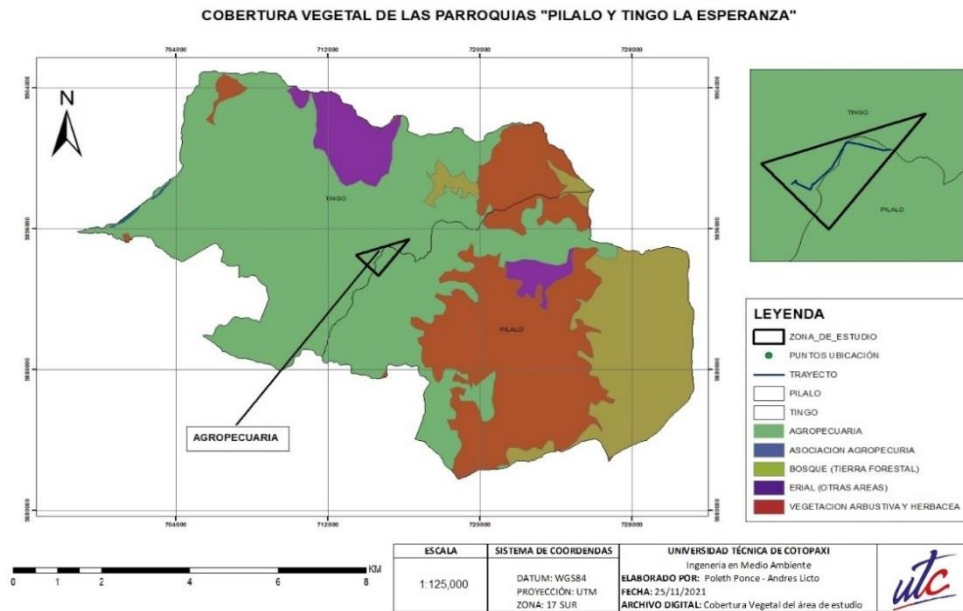 COBERTURA VEGETAL DE LAS PARROQUIAS "PILALO Y TINGO LA ESPERANZA"
704000 712000 720000 728000
N
TINGO
PILALO
AGROPECUARIA
TINGO
PILALO
LEYENDA
ZONA_DE_ESTUDIO
PUNTOS UBICACIÓN
TRAYECTO
PILALO
TINGO
AGROPECUARIA
ASOCIACION AGROPECURIA
BOSQUE (TIERRA FORESTAL)
ERIAL (OTRAS AREAS)
VEGETACION ARBUSTIVA Y HERBACEA
704000 712000 720000 728000
0 0,5 1 2 4 6 8 KM
ESCALA
1:125,000
SISTEMA DE COORDENDAS
DATUM: WGS84
PROYECCIÓN: UTM
ZONA: 17 SUR
UNIVERSIDAD TÉCNICA DE COTOPAXI
Ingenería en Medio Ambiente
ELABORADO POR: Poleth Ponce - Andres Licto
FECHA: 25/11/2021
ARCHIVO DIGITAL: Cobertura Vegetal del área de estudio
utc